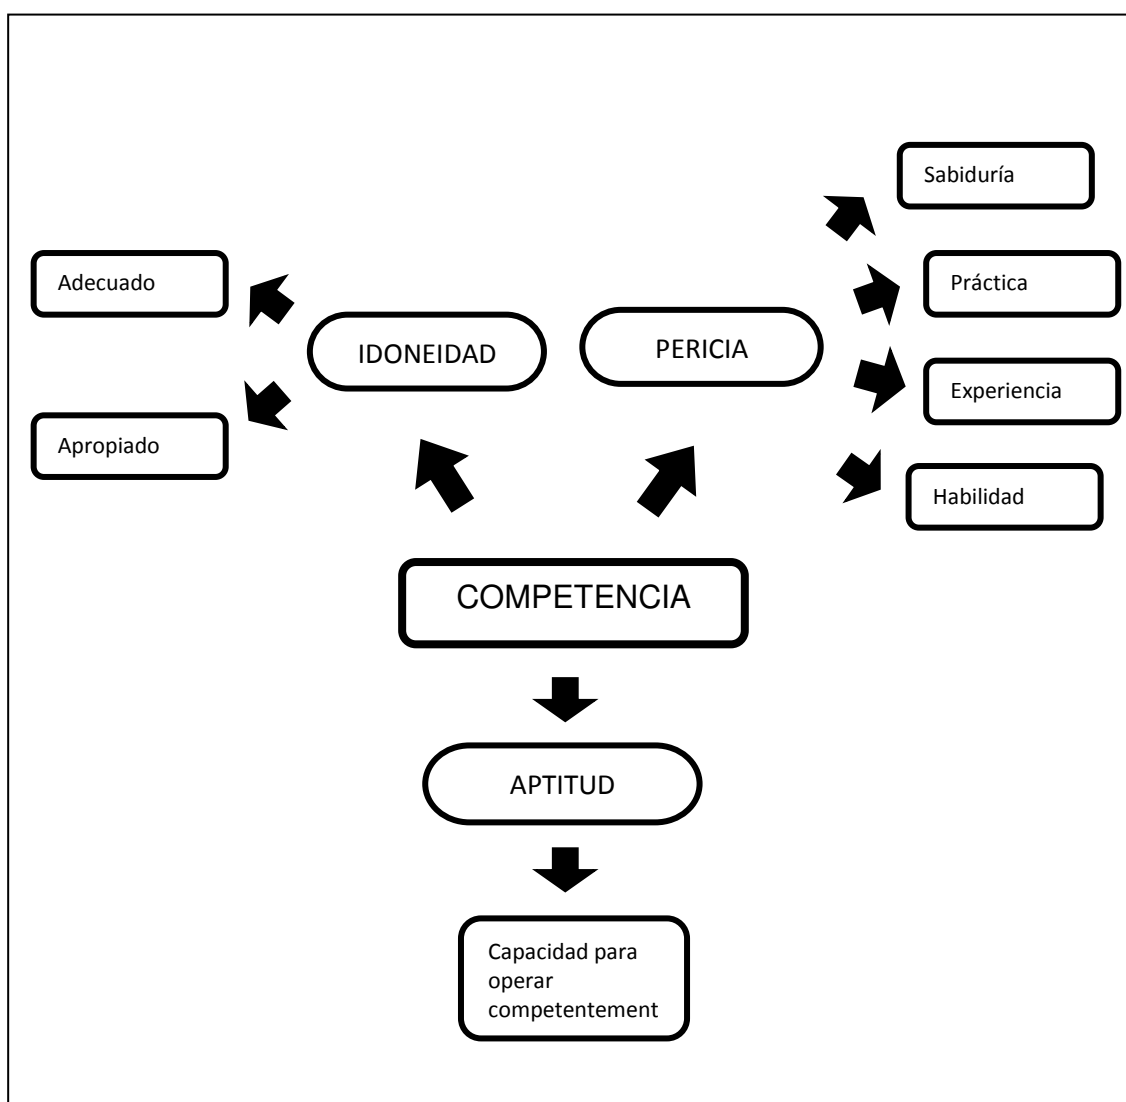 Sabiduría
Adecuado
Práctica
IDONEIDAD
PERICIA
Experiencia
Apropiado
Habilidad
COMPETENCIA
APTITUD
Capacidad para
operar
competentement